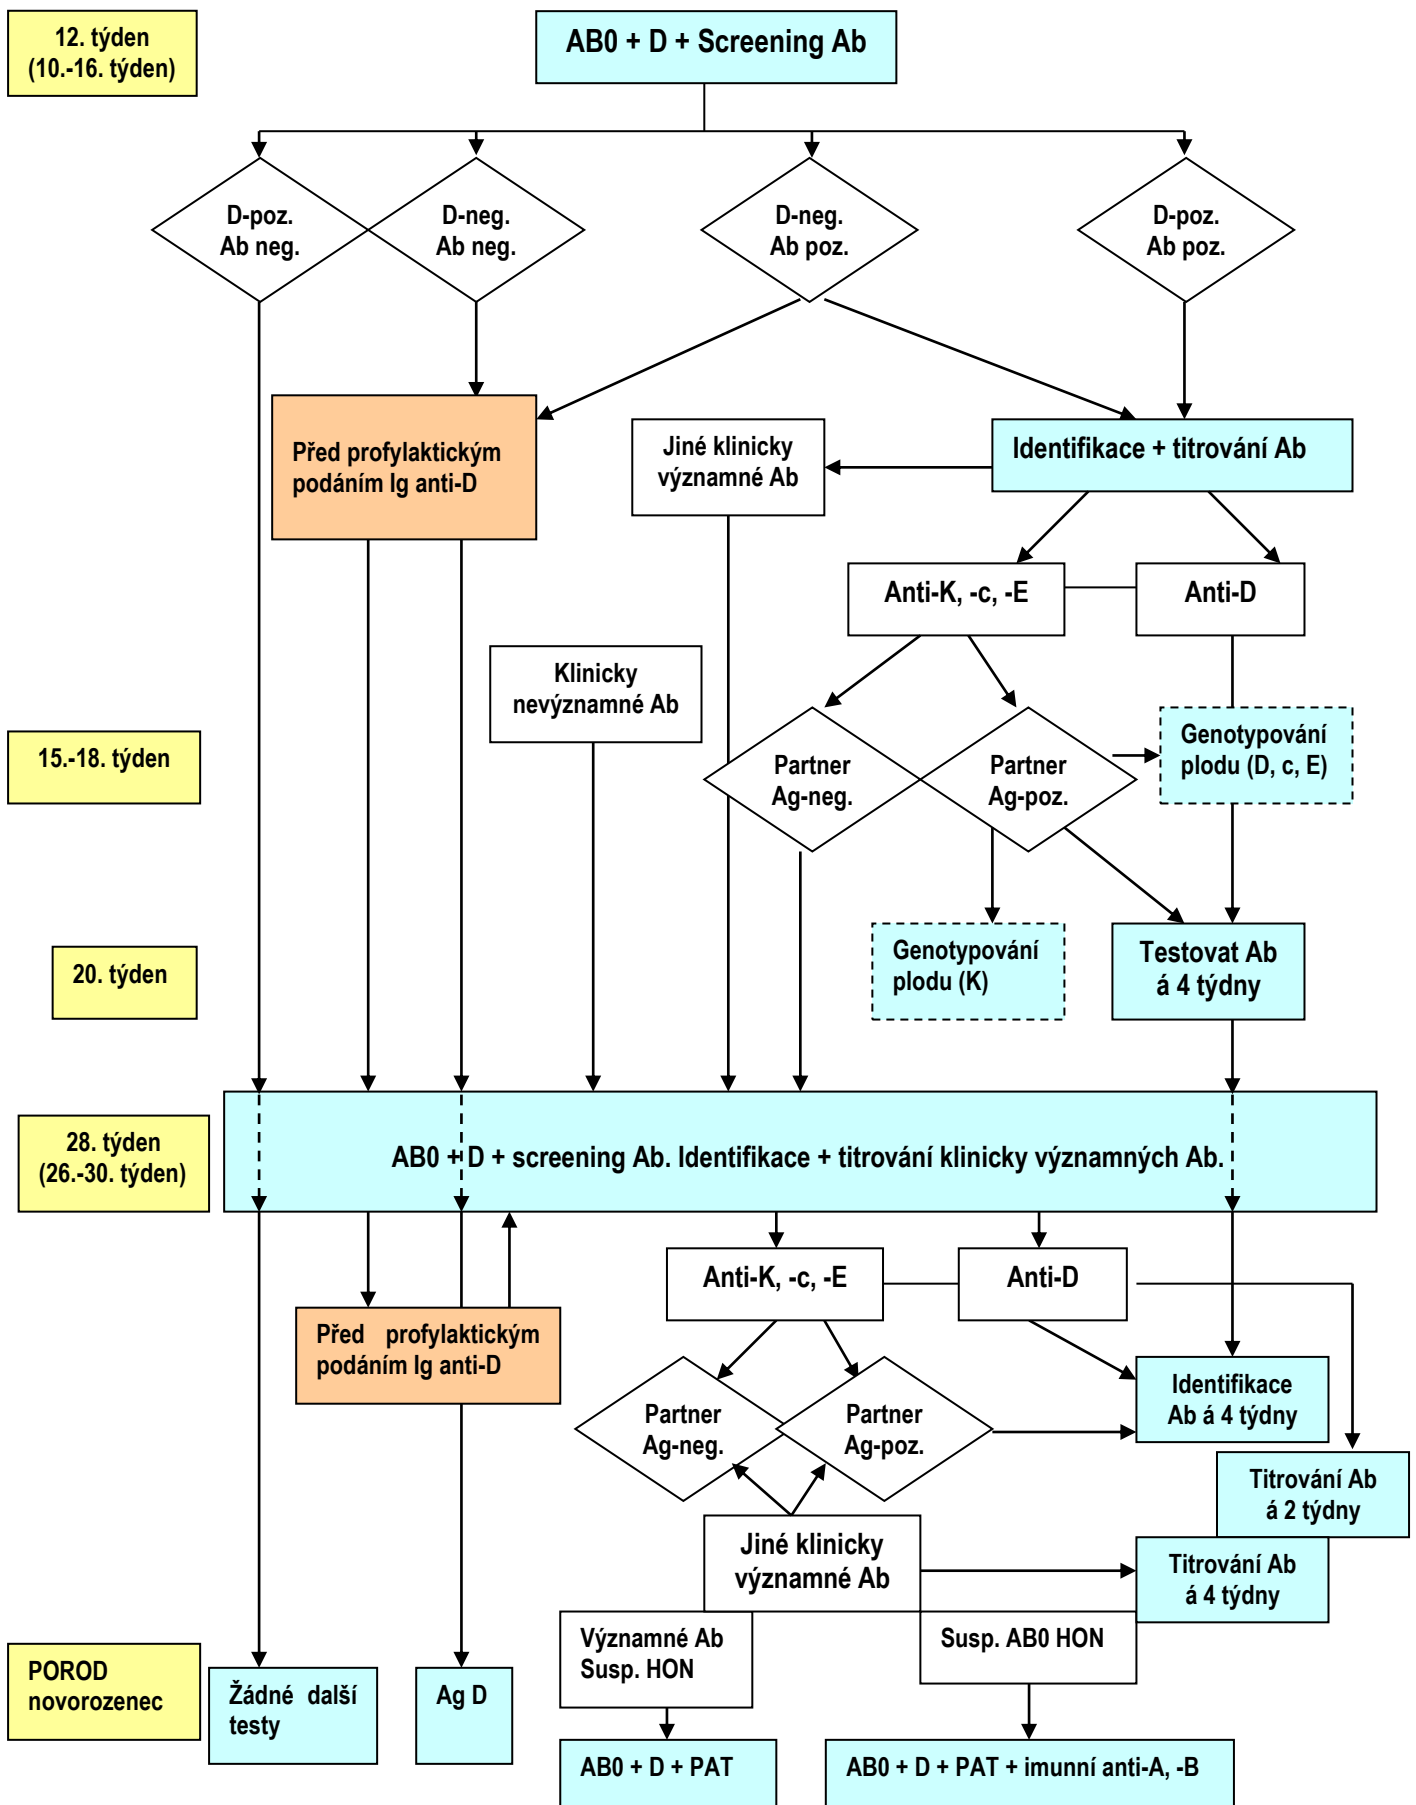 12. týden
(10.-16. týden)
AB0 + D + Screening Ab
D-poz.
Ab neg.
D-neg.
Ab neg.
D-neg.
Ab poz.
D-poz.
Ab poz.
Před profylaktickým
podáním Ig anti-D
Jiné klinicky
významné Ab
Identifikace + titrování Ab
Anti-K, -c, -E
Anti-D
Klinicky
nevýznamné Ab
15.-18. týden
Partner
Ag-neg.
Partner
Ag-poz.
Genotypování
plodu (D, c, E)
20. týden
Genotypování
plodu (K)
Testovat Ab
á 4 týdny
28. týden
(26.-30. týden)
AB0 + D + screening Ab. Identifikace + titrování klinicky významných Ab.
Anti-K, -c, -E
Anti-D
Před profylaktickým
podáním Ig anti-D
Partner
Ag-neg.
Partner
Ag-poz.
Identifikace
Ab á 4 týdny
Titrování Ab
á 2 týdny
Jiné klinicky
významné Ab
Titrování Ab
á 4 týdny
Významné Ab
Susp. HON
Susp. AB0 HON
POROD
novorozenec
Žádné další
testy
Ag D
AB0 + D + PAT
AB0 + D + PAT + imunní anti-A, -B